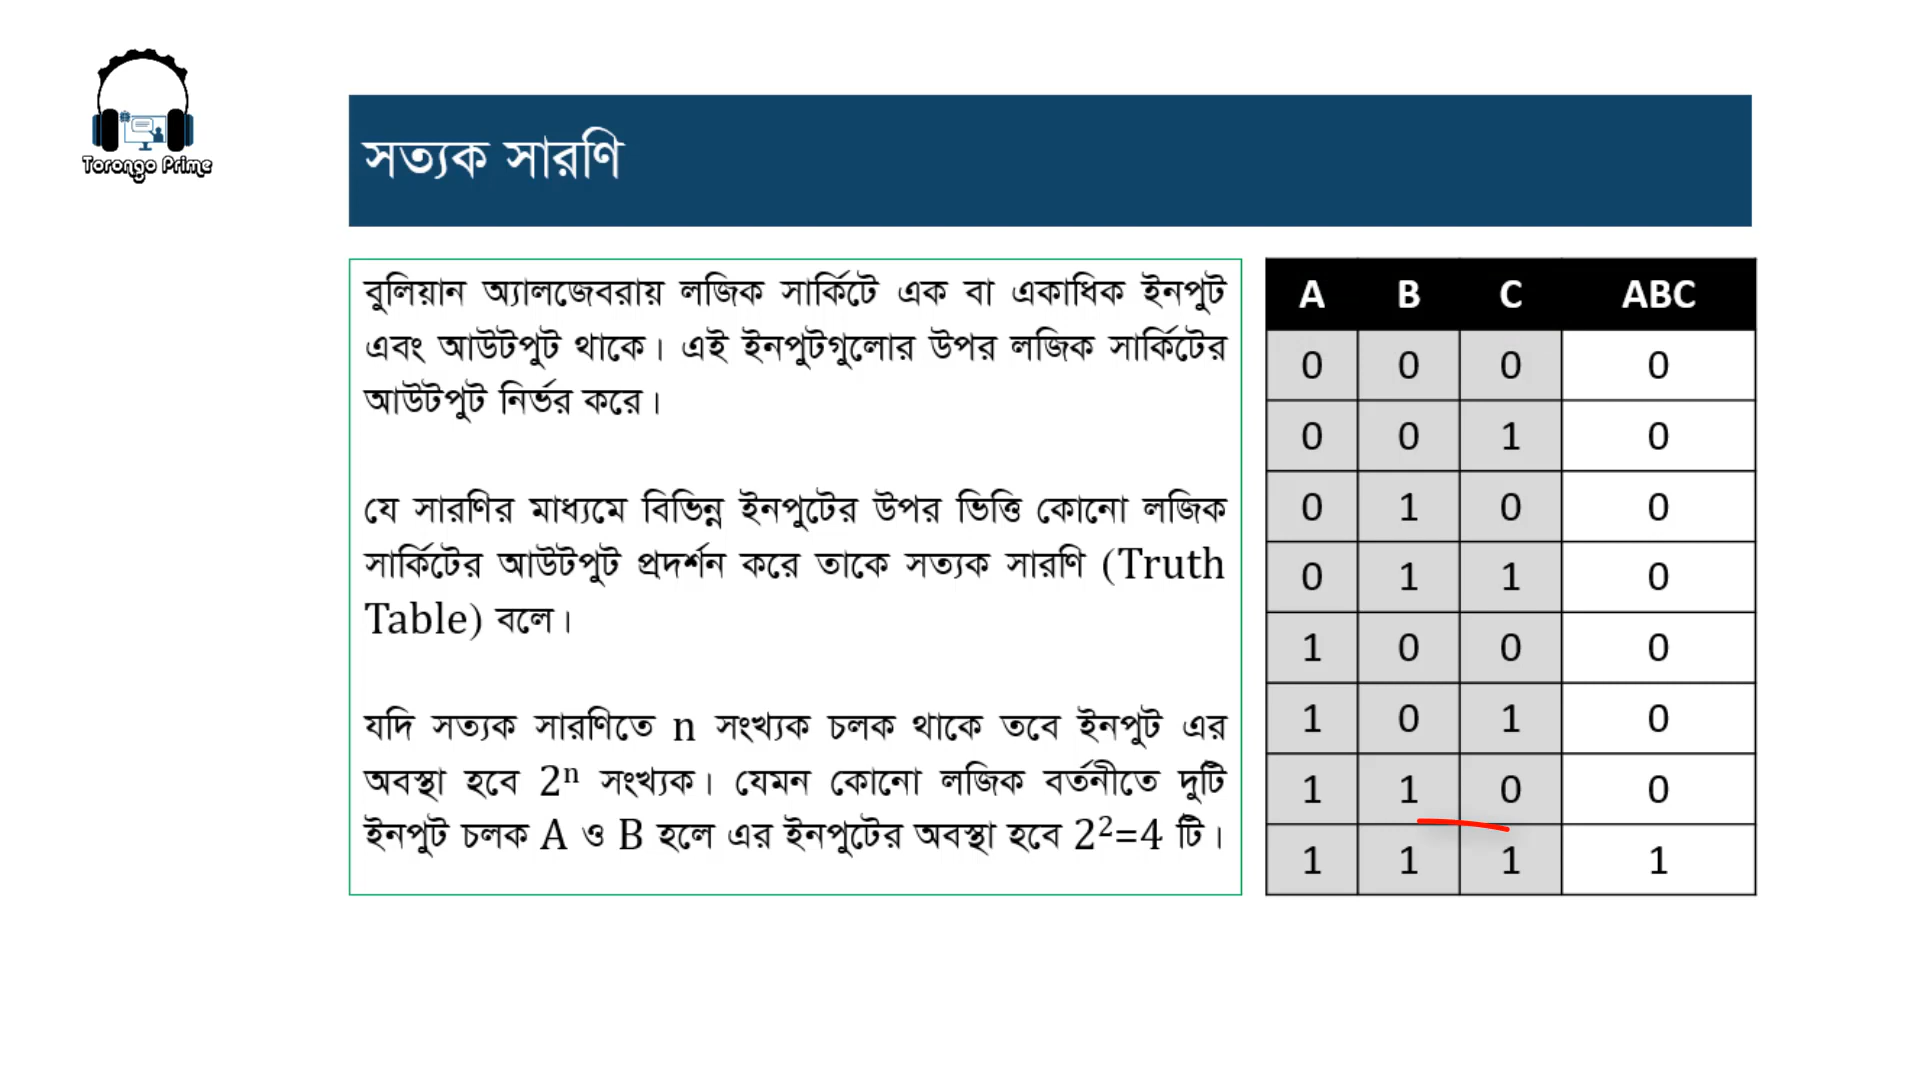 Torongo Prime
সত্যক সারণি
বুলিয়ান অ্যালজেবরায় লজিক সার্কিটে এক বা একাধিক ইনপুট
এবং আউটপুট থাকে। এই ইনপুটগুলোর উপর লজিক সার্কিটের
আউটপুট নির্ভর করে।
যে সারণির মাধ্যমে বিভিন্ন ইনপুটের উপর ভিত্তি কোনো লজিক
সার্কিটের আউটপুট প্রদর্শন করে তাকে সত্যক সারণি (Truth
Table) বলে।
যদি সত্যক সারণিতে n সংখ্যক চলক থাকে তবে ইনপুট এর
অবস্থা হবে 2ⁿ সংখ্যক। যেমন কোনো লজিক বর্তনীতে দুটি
ইনপুট চলক A ও B হলে এর ইনপুটের অবস্থা হবে 2²=4 টি।
A B C ABC
0 0 0 0
0 0 1 0
0 1 0 0
0 1 1 0
1 0 0 0
1 0 1 0
1 1 0 0
1 1 1 1